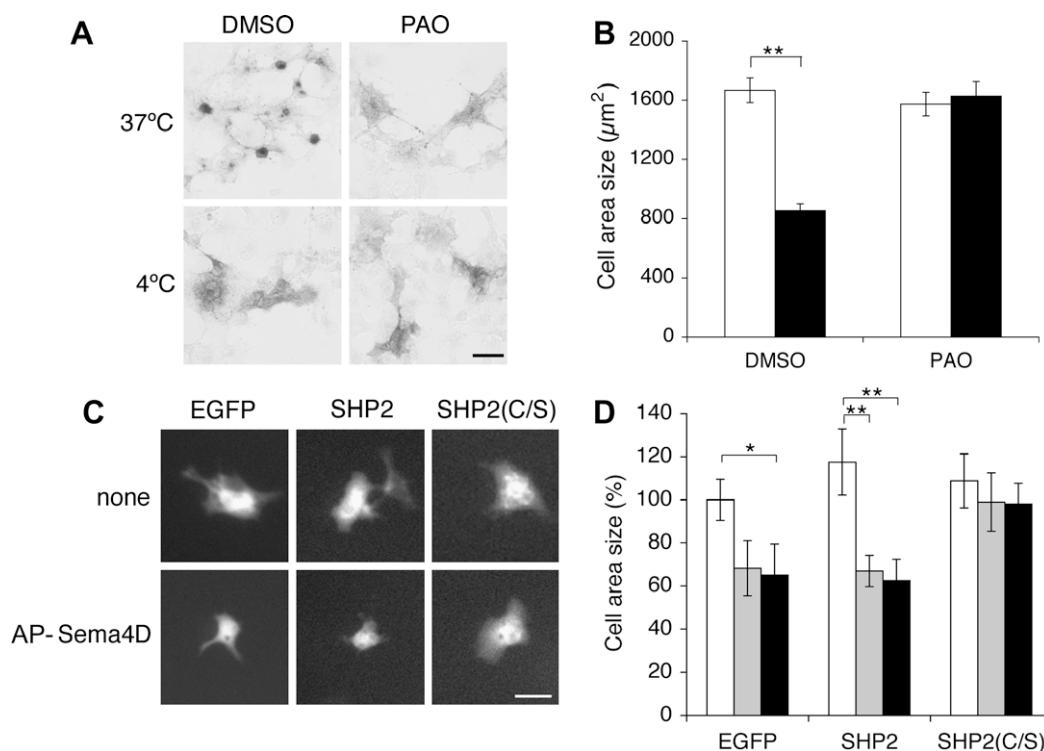 A
DMSO PAO
37ºC
4ºC
B
Cell area size (µm²)
2000
1600
1200
800
400
0
**
DMSO PAO
C
EGFP SHP2 SHP2(C/S)
none
AP- Sema4D
D
Cell area size (%)
140
120
100
80
60
40
20
0
*
**
**
EGFP SHP2 SHP2(C/S)